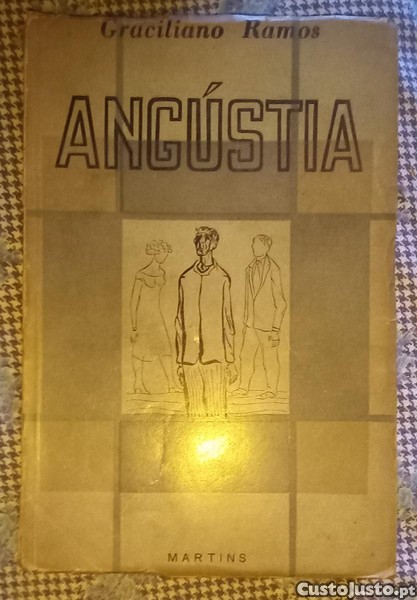 Graciliano Ramos
ANGÚSTIA
MARTINS
CustoJusto.pt